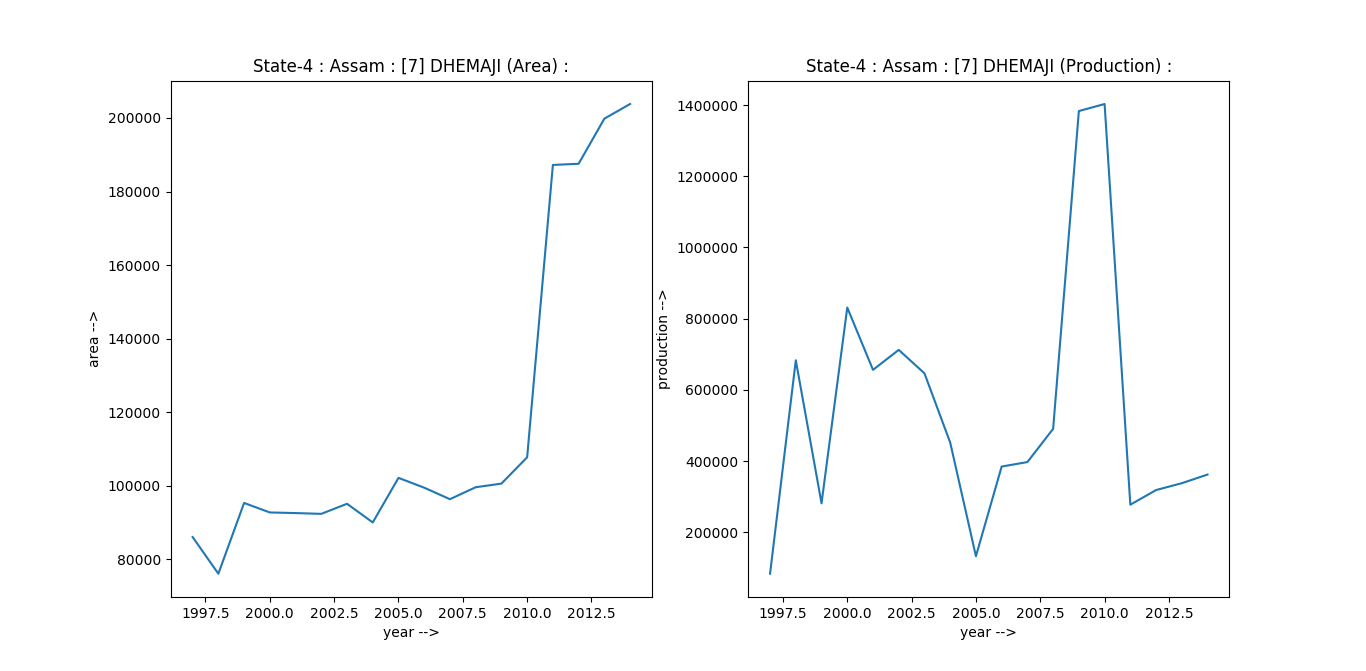 State-4 : Assam : [7] DHEMAJI (Area) :
200000
180000
160000
140000
120000
100000
80000
area -->
1997.5 2000.0 2002.5 2005.0 2007.5 2010.0 2012.5
year -->
State-4 : Assam : [7] DHEMAJI (Production) :
1400000
1200000
1000000
800000
600000
400000
200000
production -->
1997.5 2000.0 2002.5 2005.0 2007.5 2010.0 2012.5
year -->